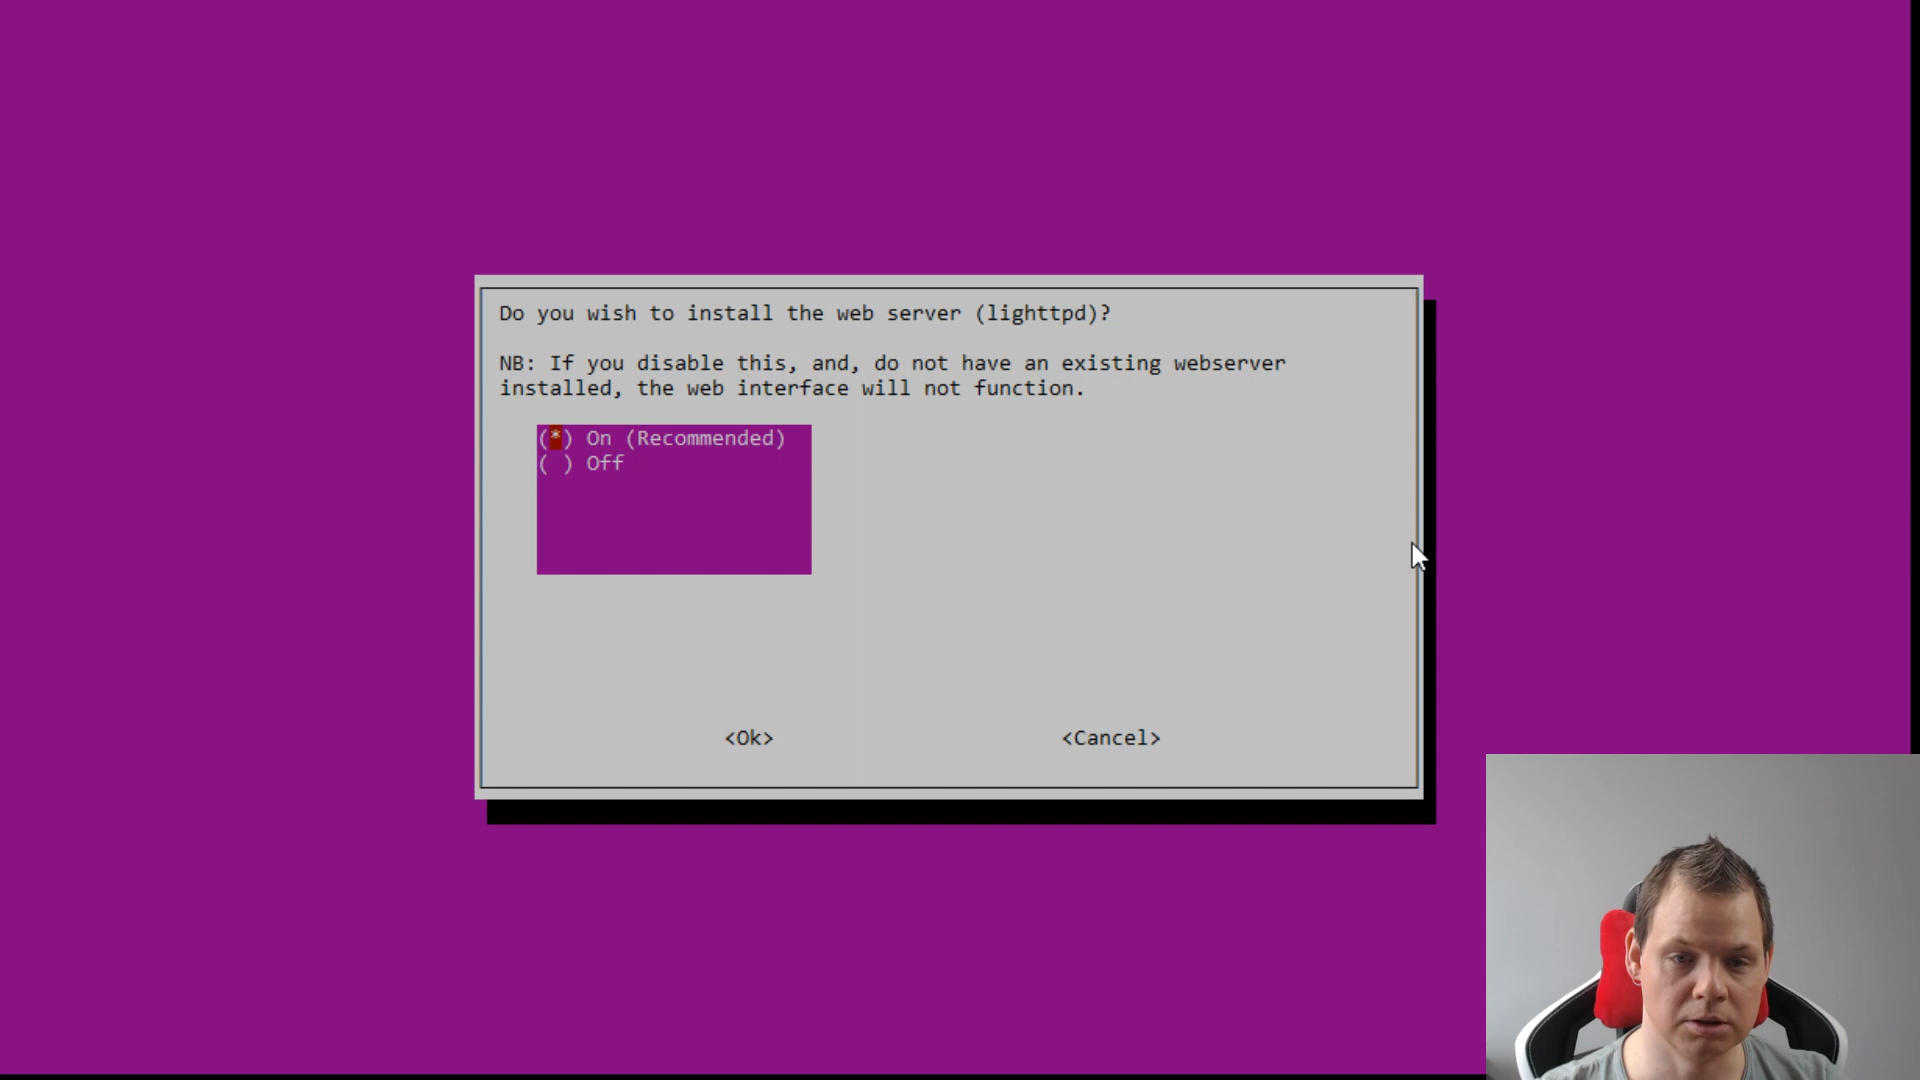 Do you wish to install the web server (lighttpd)?
NB: If you disable this, and, do not have an existing webserver
installed, the web interface will not function.
(*) On (Recommended)
( ) Off
<Ok> <Cancel>